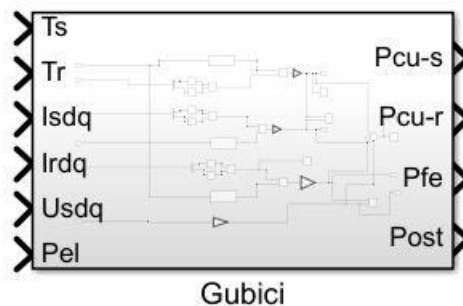 Ts
Tr
Isdq
Irdq
Usdq
Pel
Pcu-s
Pcu-r
Pfe
Post
Gubici